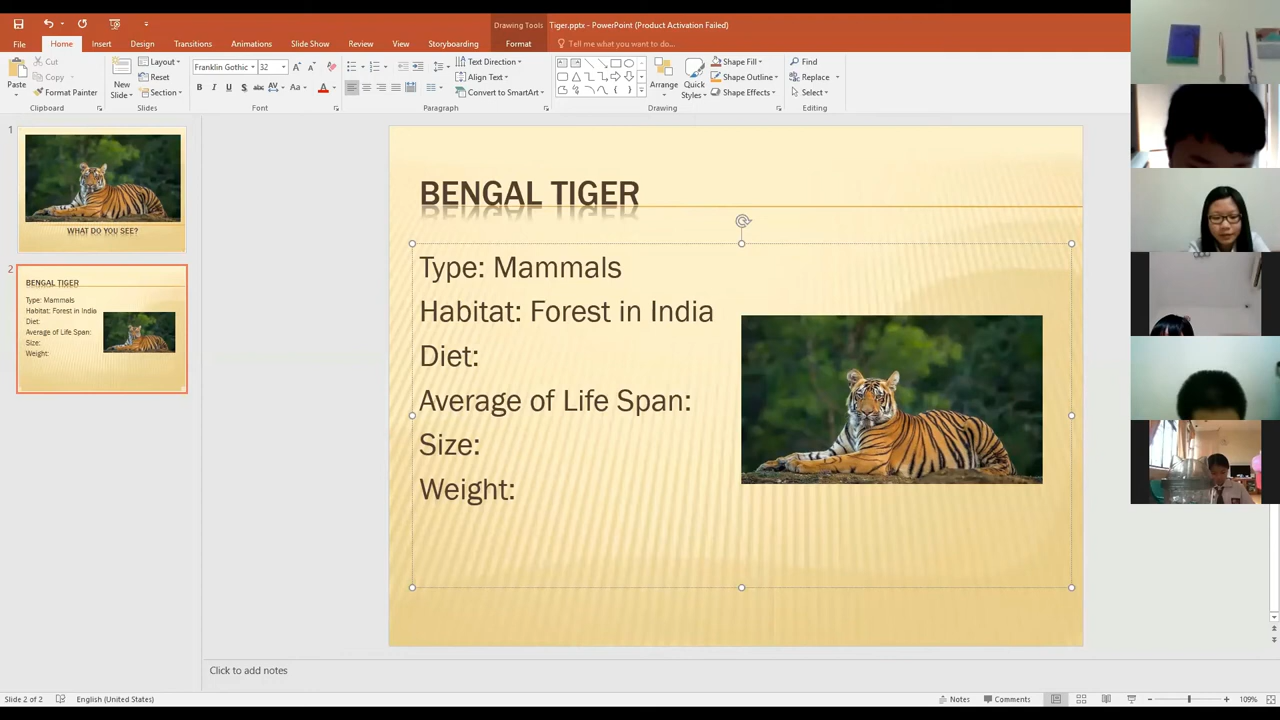 Drawing Tools
Tiger.pptx - PowerPoint (Product Activation Failed)
File Home Insert Design Transitions Animations Slide Show Review View Storyboarding Format Tell me what you want to do...
Paste
Cut
Copy
Format Painter
Clipboard
New Slide
Layout
Reset
Section
Slides
Franklin Gothic 32
B I U S abc AV Aa A
Font
Text Direction
Align Text
Convert to SmartArt
Paragraph
Arrange
Quick Styles
Shape Fill
Shape Outline
Shape Effects
Drawing
Find
Replace
Select
Editing
1
WHAT DO YOU SEE?
2
BENGAL TIGER
Type: Mammals
Habitat: Forest in India
Diet:
Average of Life Span:
Size:
Weight:
BENGAL TIGER
Type: Mammals
Habitat: Forest in India
Diet:
Average of Life Span:
Size:
Weight:
Click to add notes
Slide 2 of 2 English (United States) Notes Comments 109%